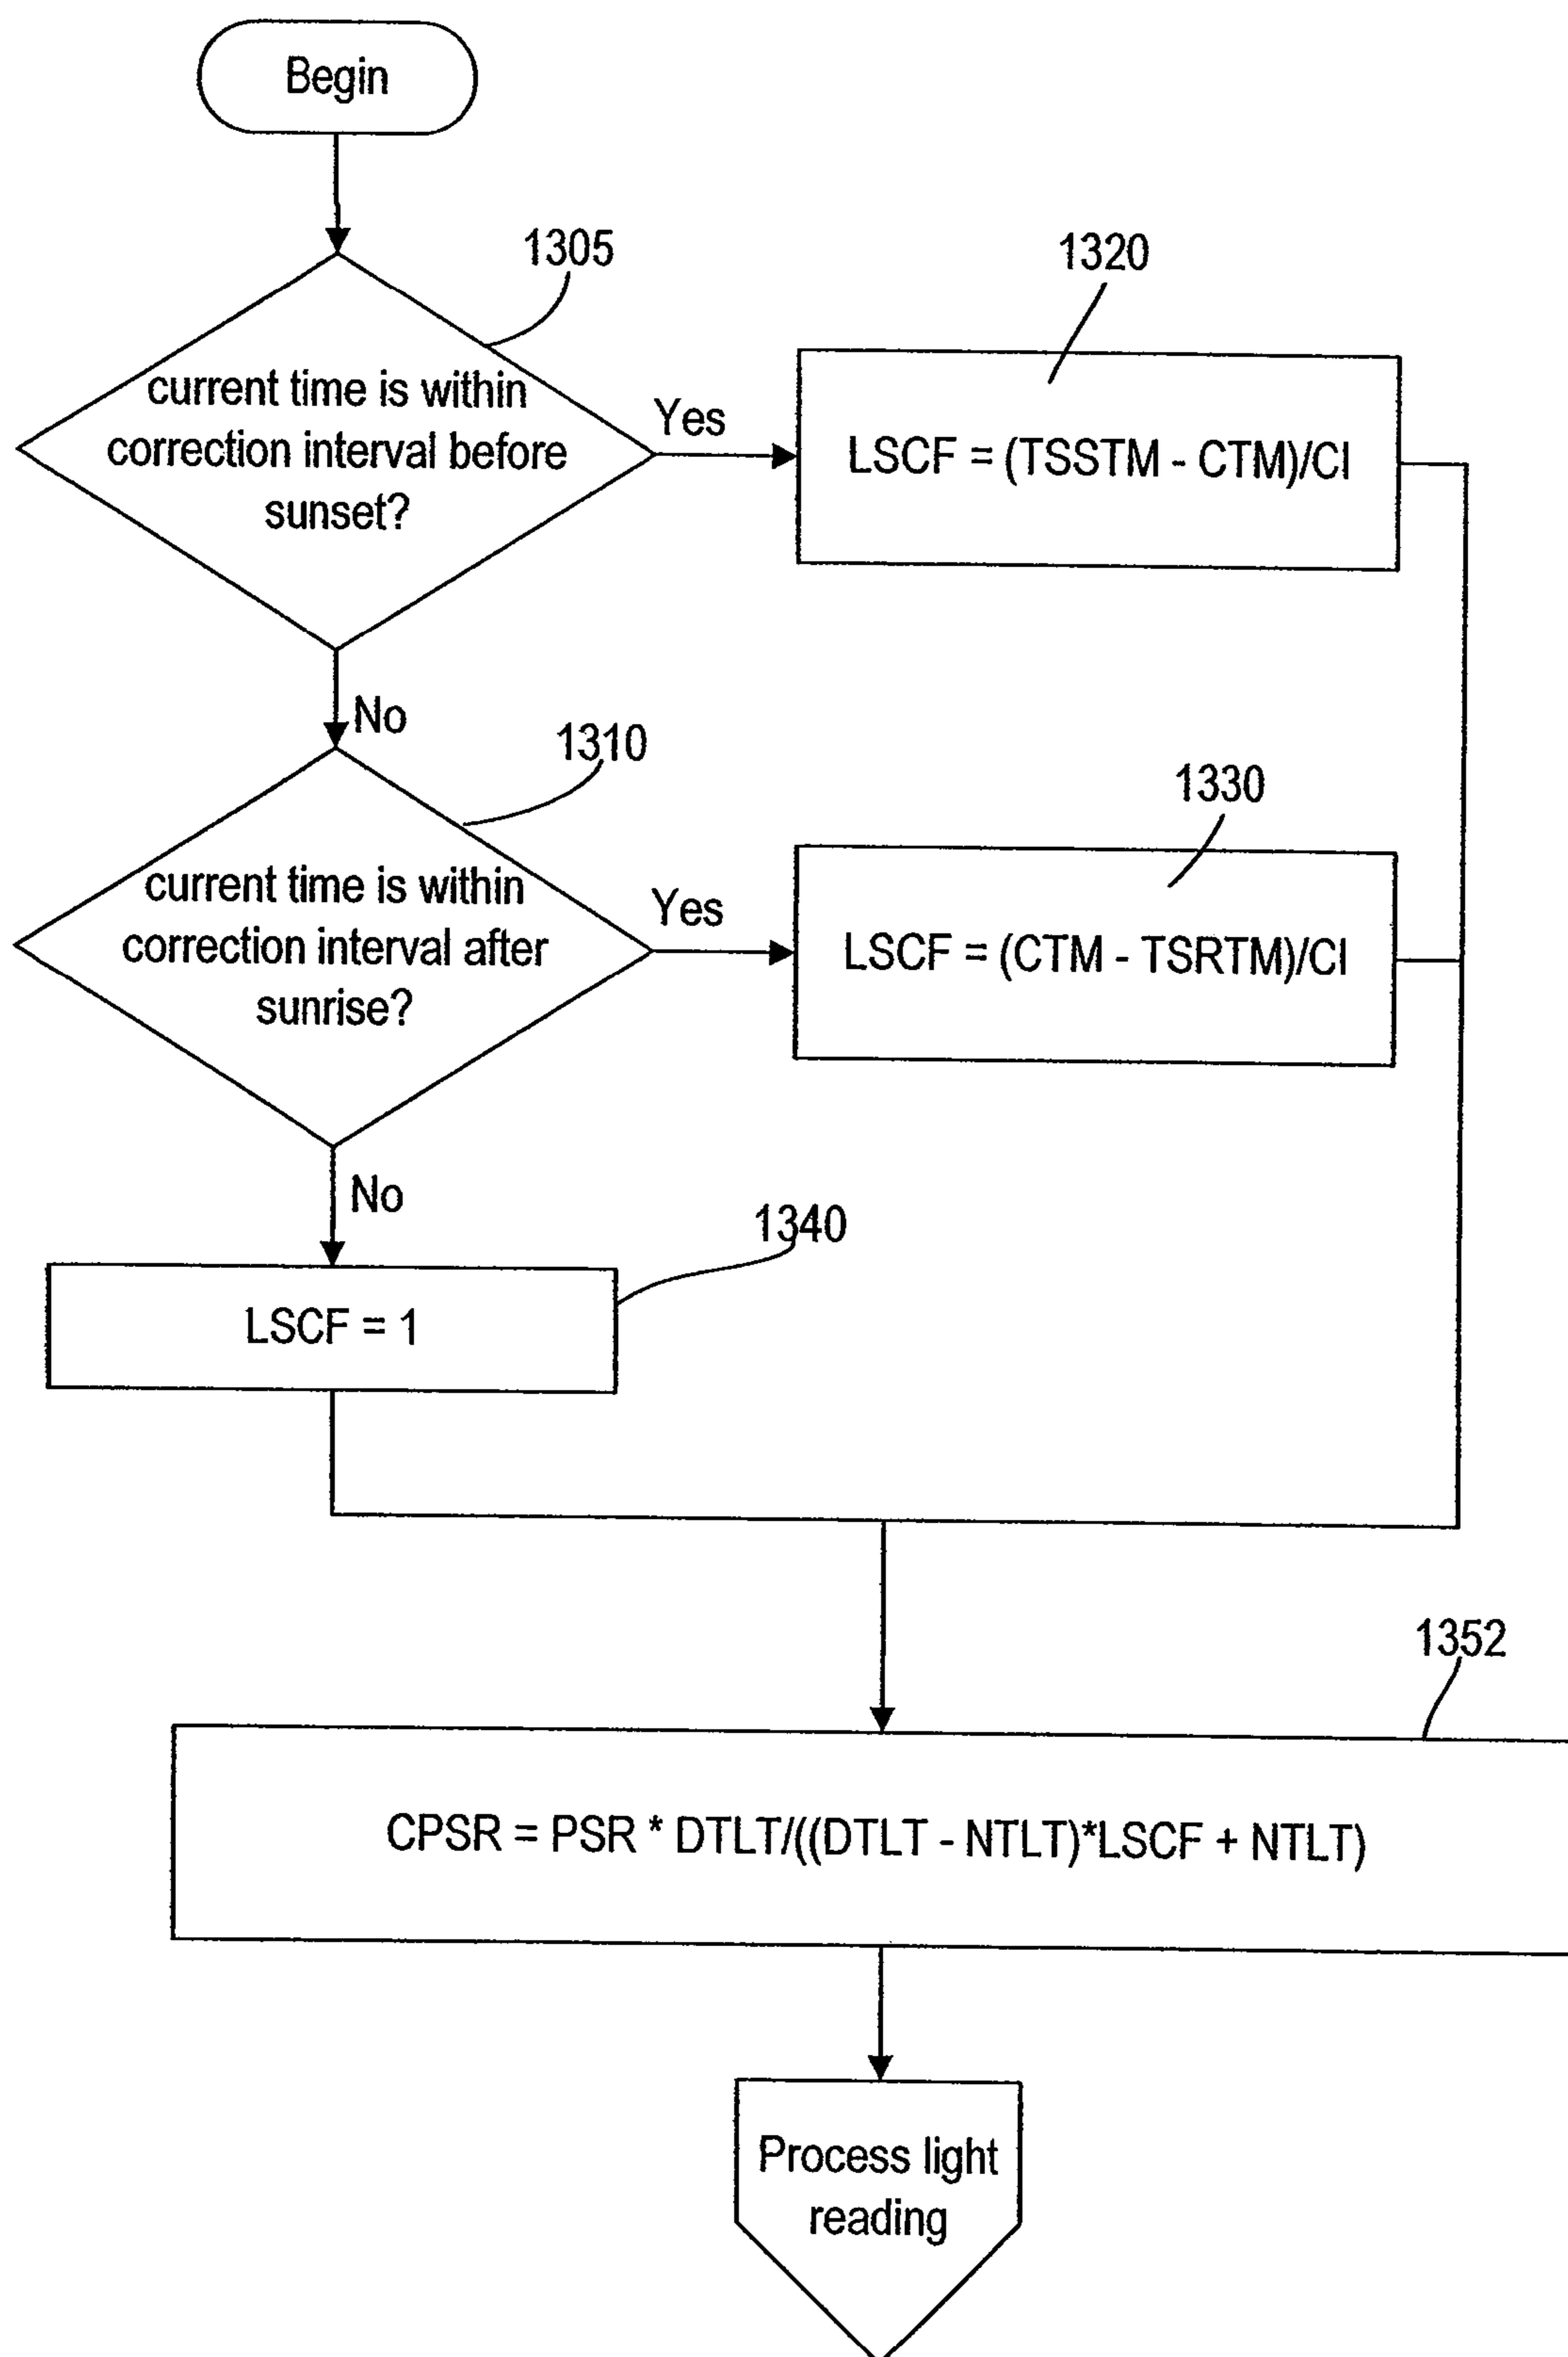 Begin
1305
current time is within
correction interval before
sunset?
Yes
1320
LSCF = (TSSTM - CTM)/CI
No
1310
current time is within
correction interval after
sunrise?
Yes
1330
LSCF = (CTM - TSRTM)/CI
No
1340
LSCF = 1
1352
CPSR = PSR * DTLT/((DTLT - NTLT)*LSCF + NTLT)
Process light
reading